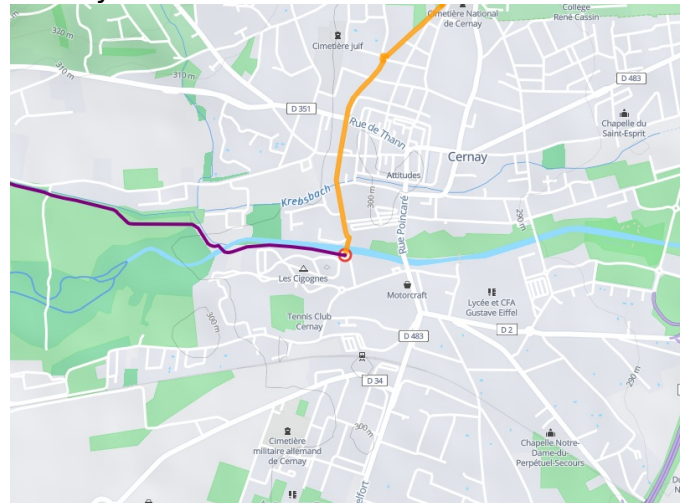 Cimetière National
de Cernay
Collège
René Cassin
320 m
310 m
310 m
Cimetière juif
D 483
D 351
Rue de Thann
Chapelle du
Saint-Esprit
Cernay
Attitudes
Krebsbach
300 m
Rue Poincaré
290 m
Les Cigognes
Motorcraft
Lycée et CFA
Gustave Eiffel
300 m
Tennis Club
Cernay
D 2
D 483
D 34
290 m
300 m
Cimetière
militaire allemand
de Cernay
Chapelle Notre-
Dame-du-
Perpétuel-Secours